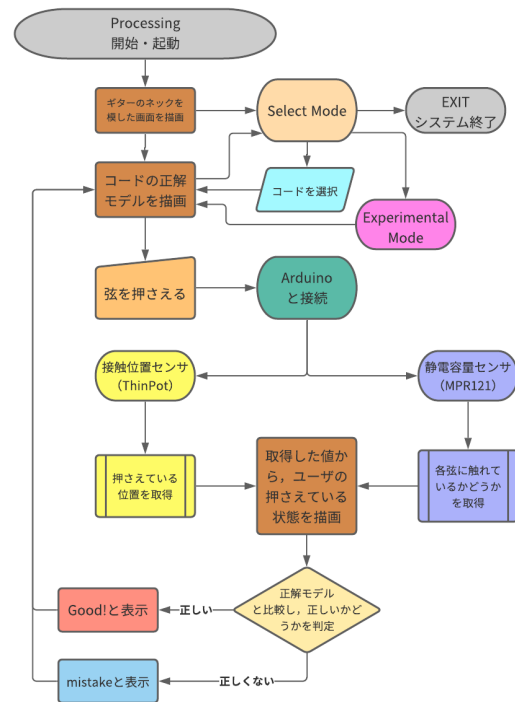 Processing
開始・起動
ギターのネックを
模した画面を描画
Select Mode
EXIT
システム終了
コードの正解
モデルを描画
コードを選択
Experimental
Mode
弦を押さえる
Arduino
と接続
接触位置センサ
（ThinPot）
静電容量センサ
（MPR121）
押さえている
位置を取得
取得した値か
ら，ユーザの
押さえている
状態を描画
各弦に触れて
いるかどうか
を取得
正解モデル
と比較し，正しいかど
うかを判定
Good!と表示
正しい
mistakeと表示
正しくない